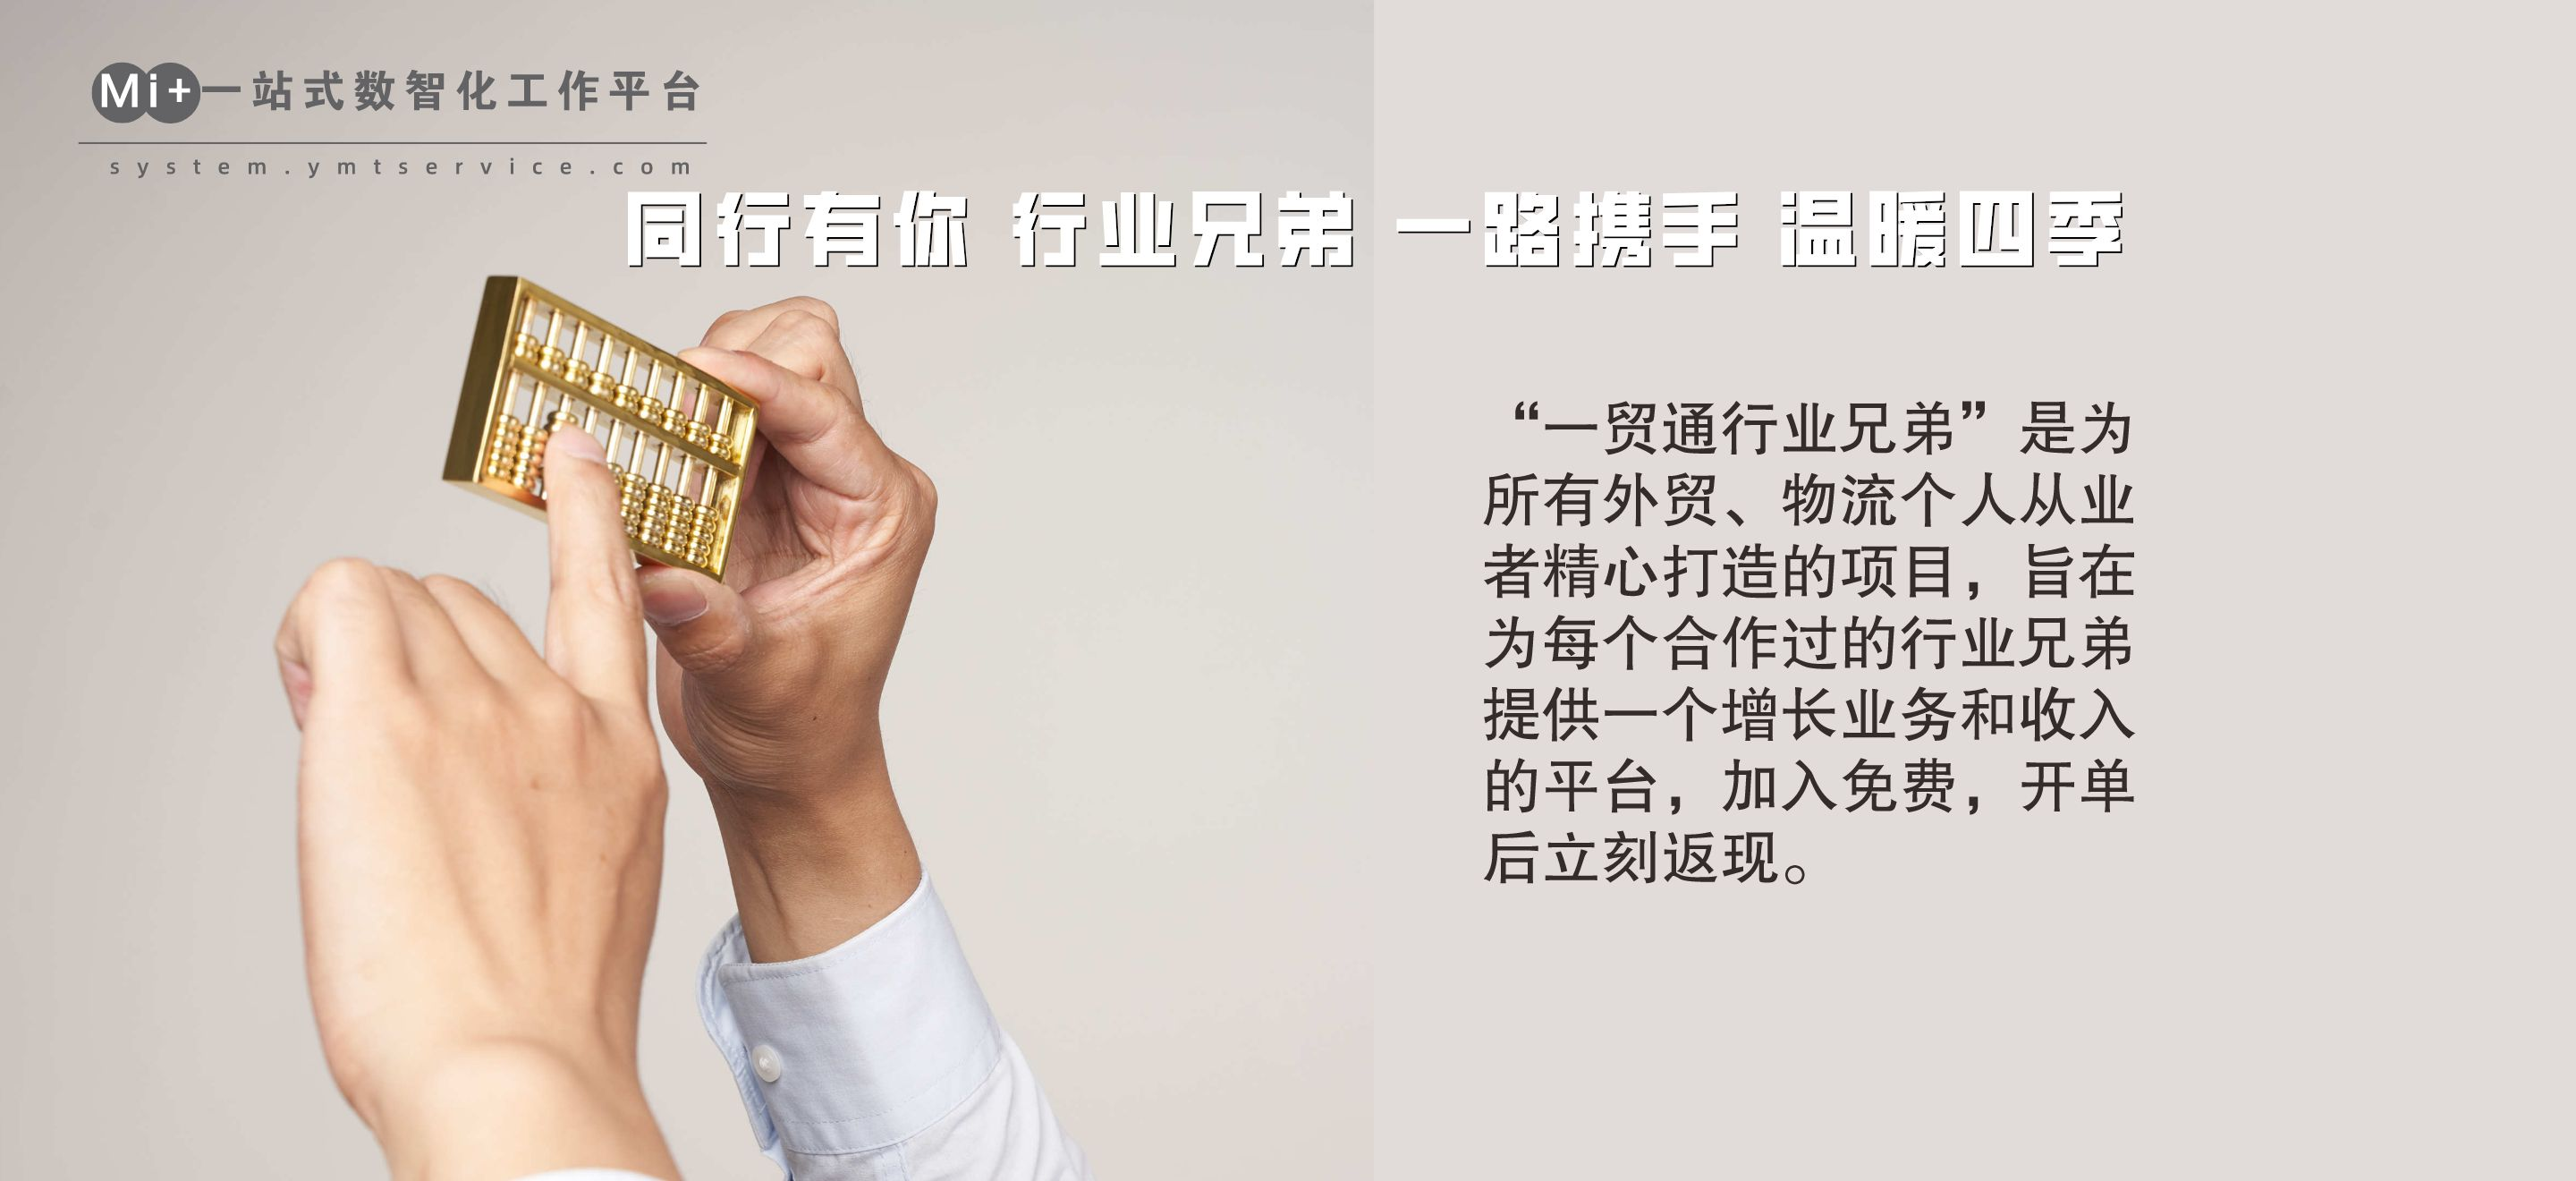 Mi+一站式数智化工作平台
system.ymtservice.com
同行有你 行业兄弟 一路携手 温暖四季
“一贸通行业兄弟”是为
所有外贸、物流个人从业
者精心打造的项目，旨在
为每个合作过的行业兄弟
提供一个增长业务和收入
的平台，加入免费，开单
后立刻返现。